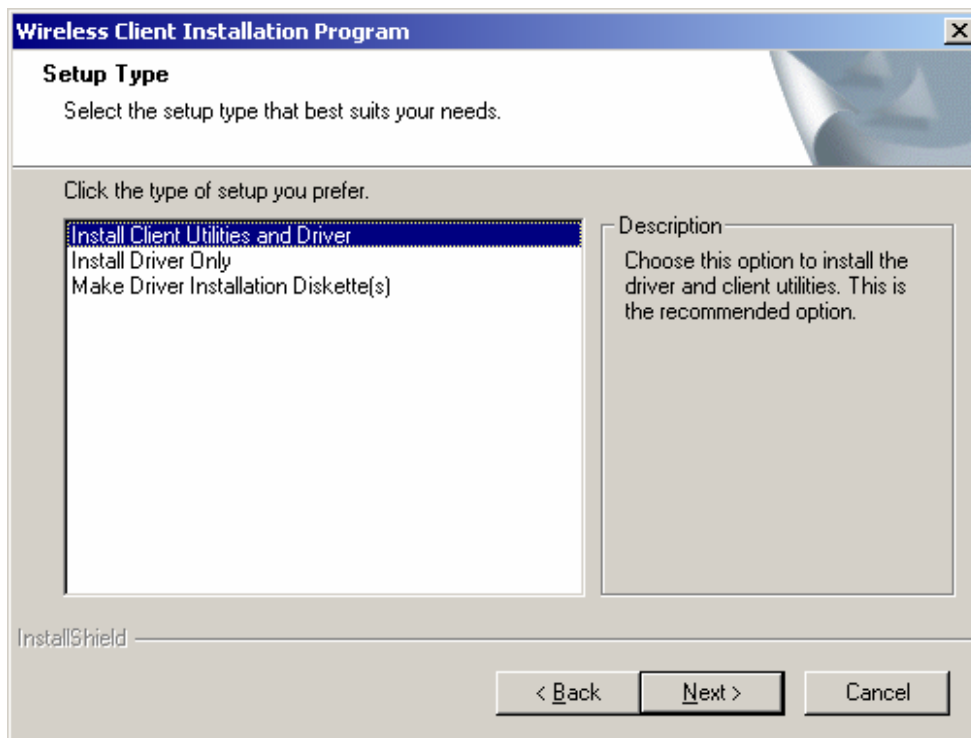 Wireless Client Installation Program
Setup Type
Select the setup type that best suits your needs.
Click the type of setup you prefer.
Install Client Utilities and Driver
Install Driver Only
Make Driver Installation Diskette(s)
Description
Choose this option to install the
driver and client utilities. This is
the recommended option.
InstallShield
< Back
Next >
Cancel